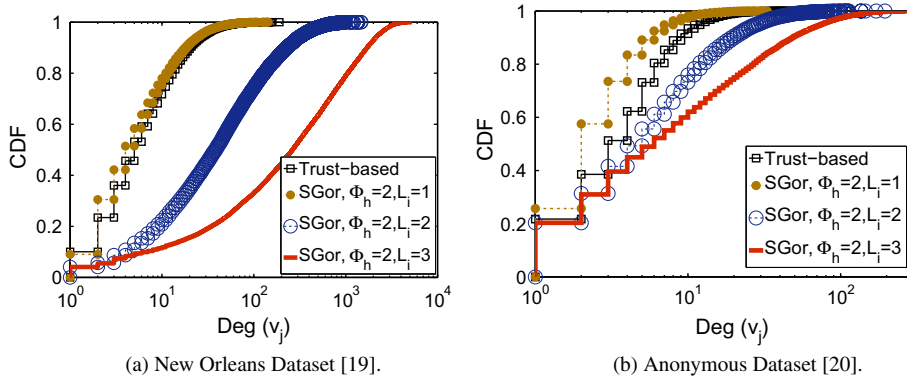 1
0.8
0.6
0.4
0.2
0
CDF
10^0
10^1
10^2
10^3
10^4
Deg (v_j)
Trust−based
SGor, Φ_h=2,L_i=1
SGor, Φ_h=2,L_i=2
SGor, Φ_h=2,L_i=3
(a) New Orleans Dataset [19].
1
0.8
0.6
0.4
0.2
0
CDF
10^0
10^1
10^2
Deg (v_j)
Trust−based
SGor, Φ_h=2,L_i=1
SGor, Φ_h=2,L_i=2
SGor, Φ_h=2,L_i=3
(b) Anonymous Dataset [20].